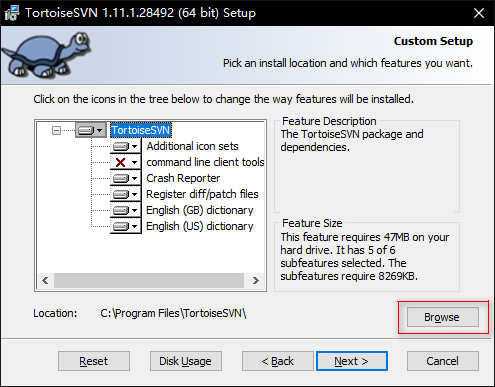 TortoiseSVN 1.11.1.28492 (64 bit) Setup
Custom Setup
Pick an install location and which features you want.
Click on the icons in the tree below to change the way features will be installed.
TortoiseSVN
Additional icon sets
command line client tools
Crash Reporter
Register diff/patch files
English (GB) dictionary
English (US) dictionary
Feature Description
The TortoiseSVN package and
dependencies.
Feature Size
This feature requires 47MB on your
hard drive. It has 5 of 6
subfeatures selected. The
subfeatures require 8269KB.
Location: C:\Program Files\TortoiseSVN\
Browse
Reset Disk Usage < Back Next > Cancel